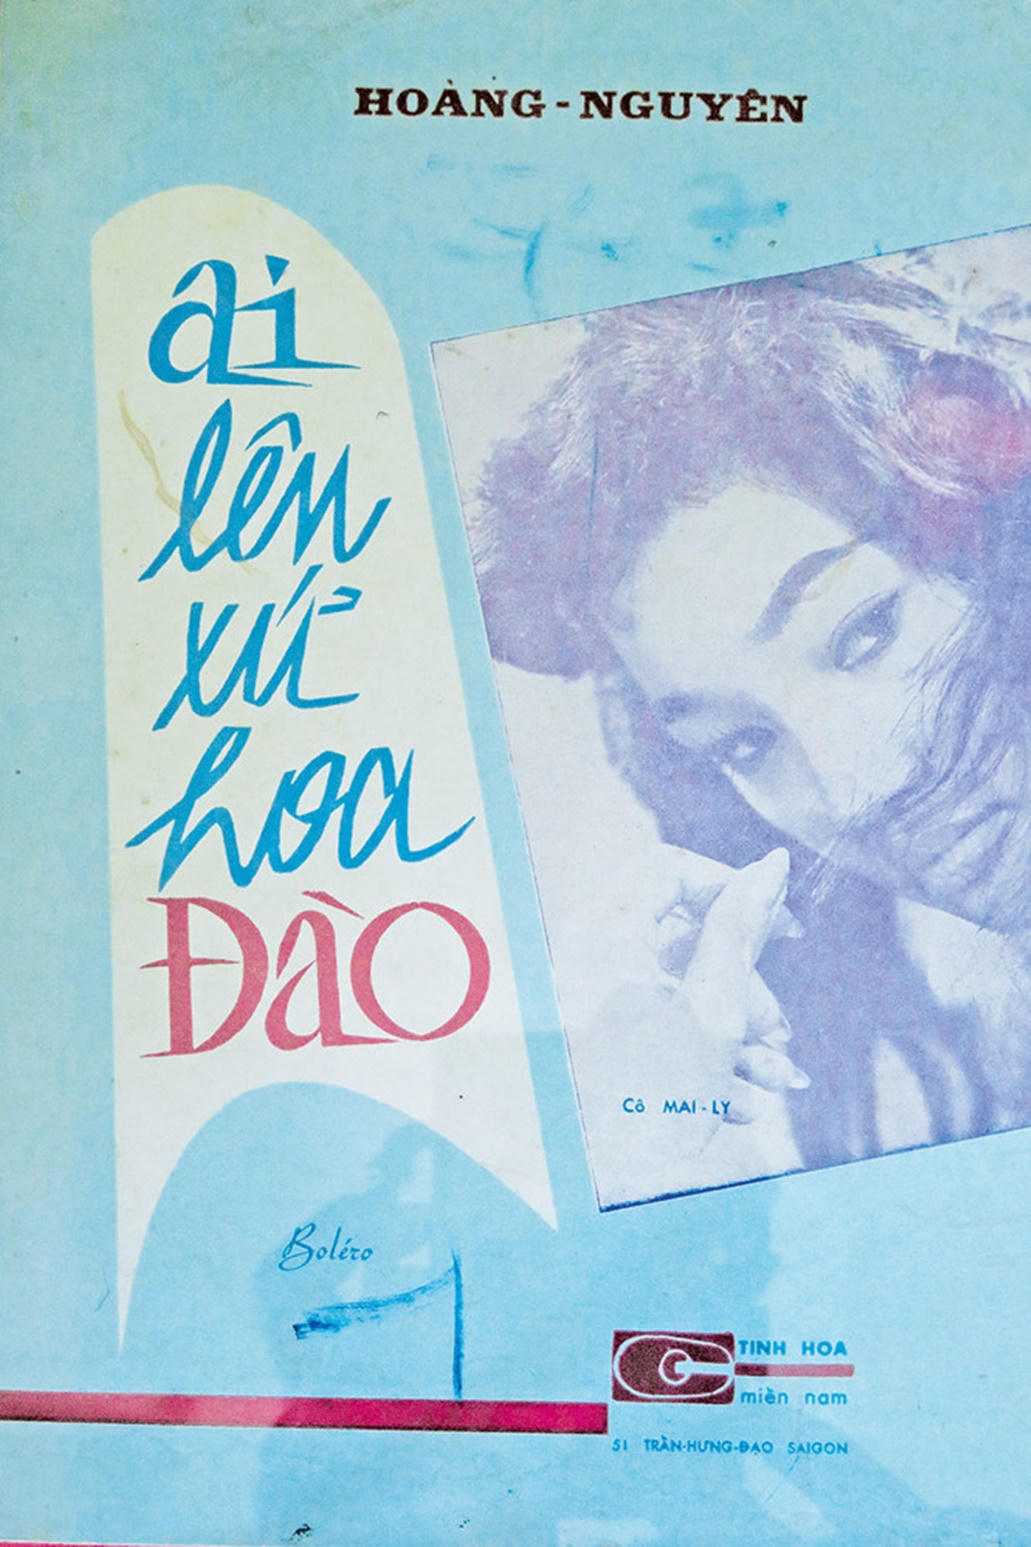 HOÀNG-NGUYÊN
ai
lên
xứ
hoa
Đào
Cô MAI-LY
Boléro
1
TINH HOA
miền nam
51 TRẦN-HƯNG-ĐẠO SAIGON